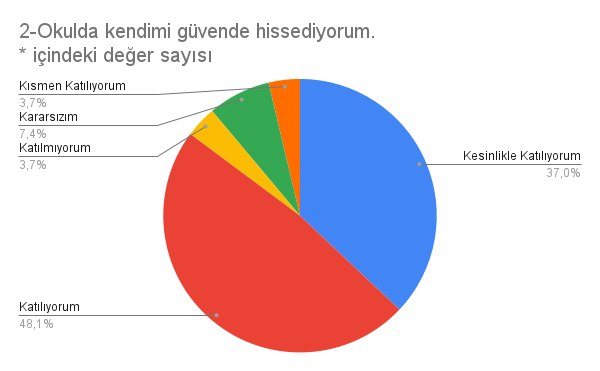 2-Okulda kendimi güvende hissediyorum.
* içindeki değer sayısı
Kısmen Katılıyorum
3,7%
Kararsızım
7,4%
Katılmıyorum
3,7%
Kesinlikle Katılıyorum
37,0%
Katılıyorum
48,1%